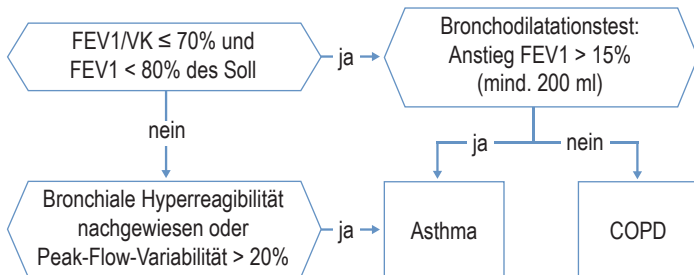 FEV1/VK ≤ 70% und
FEV1 < 80% des Soll
ja
Bronchodilatationstest:
Anstieg FEV1 > 15%
(mind. 200 ml)
nein
ja
nein
Bronchiale Hyperreagibilität
nachgewiesen oder
Peak-Flow-Variabilität > 20%
ja
Asthma
COPD